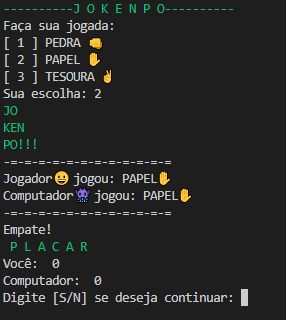 ----------J O K E N P O----------
Faça sua jogada:
[ 1 ] PEDRA 👊
[ 2 ] PAPEL ✋
[ 3 ] TESOURA ✌
Sua escolha: 2
JO
KEN
PO!!!
-=-=-=-=-=-=-=-=-=-=-=
Jogador😀 jogou: PAPEL✋
Computador👾 jogou: PAPEL✋
-=-=-=-=-=-=-=-=-=-=-=
Empate!
P L A C A R
Você:  0
Computador:  0
Digite [S/N] se deseja continuar: